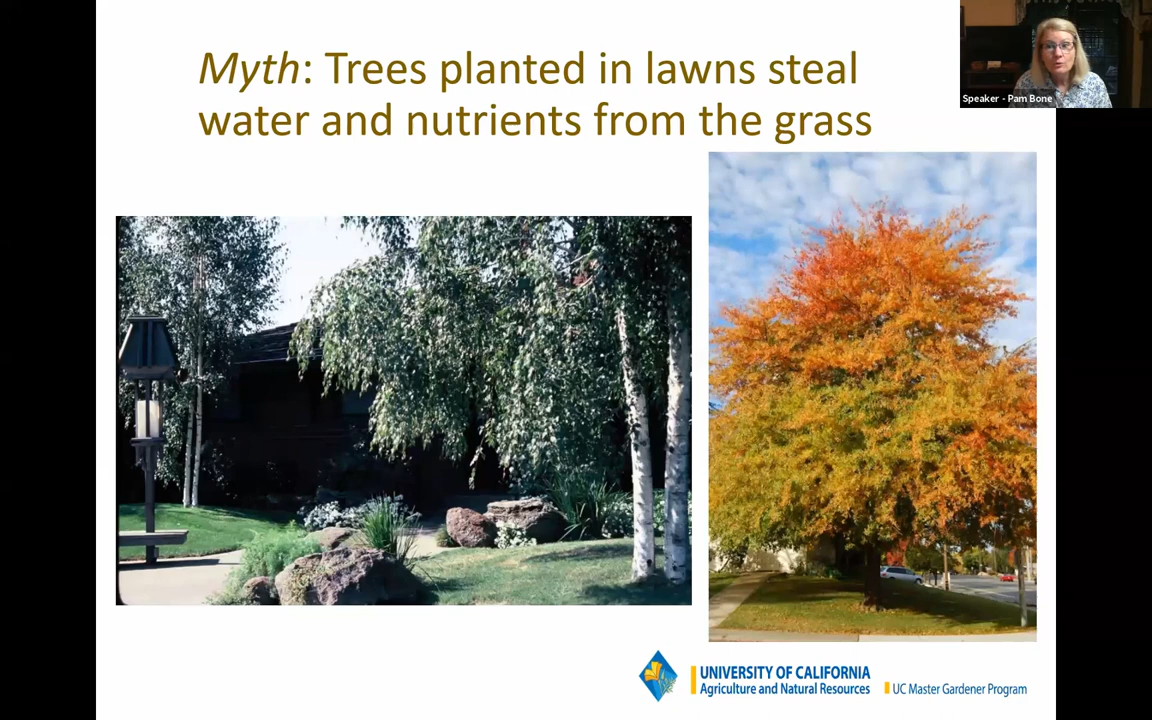 Myth: Trees planted in lawns steal
water and nutrients from the grass
Speaker - Pam Bone
UNIVERSITY OF CALIFORNIA
Agriculture and Natural Resources
UC Master Gardener Program